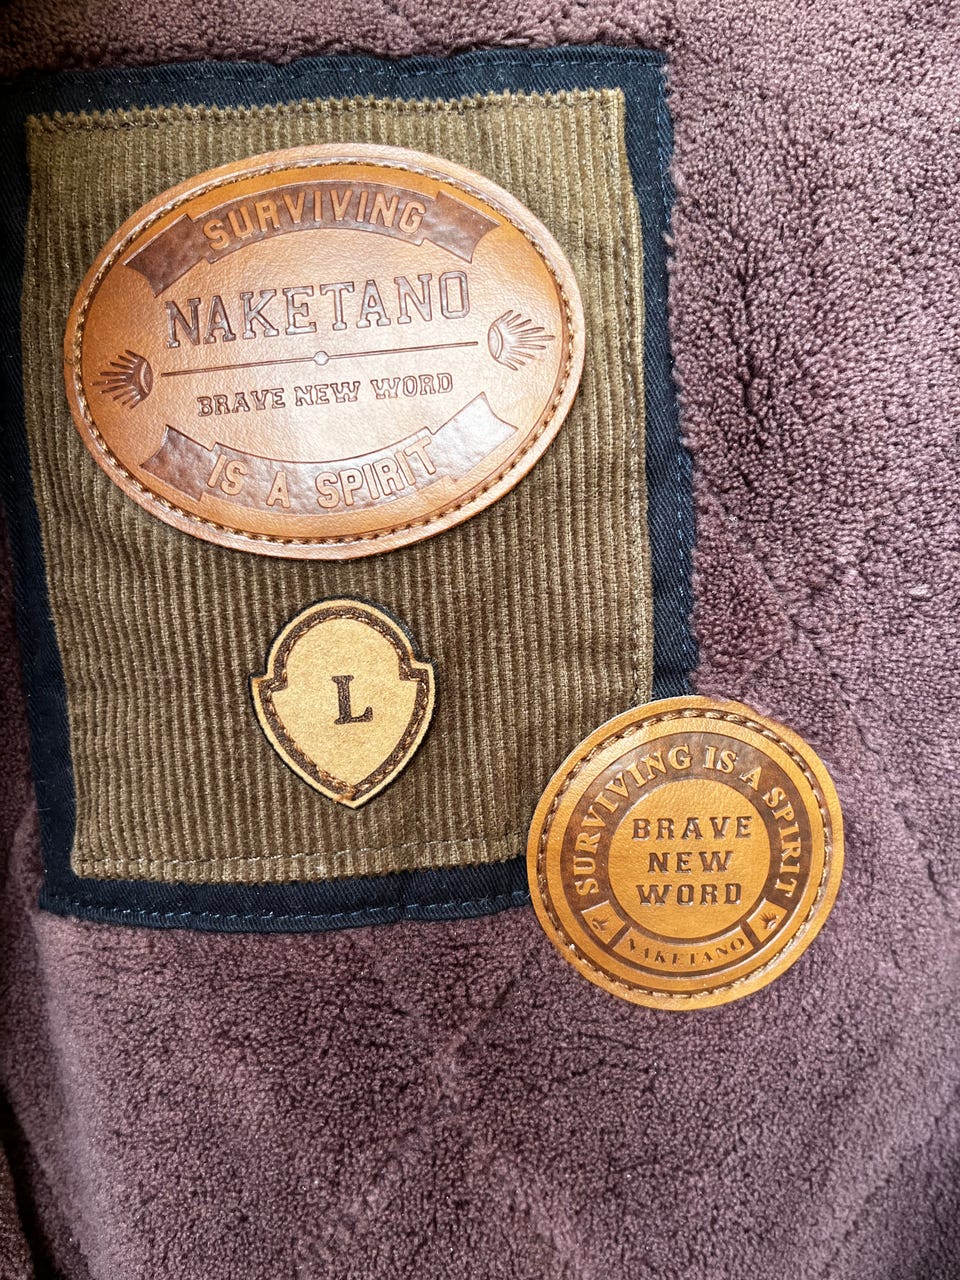 SURVIVING
NAKETANO
BRAVE NEW WORD
IS A SPIRIT
L
SURVIVING IS A SPIRIT
BRAVE
NEW
WORD
NAKETANO